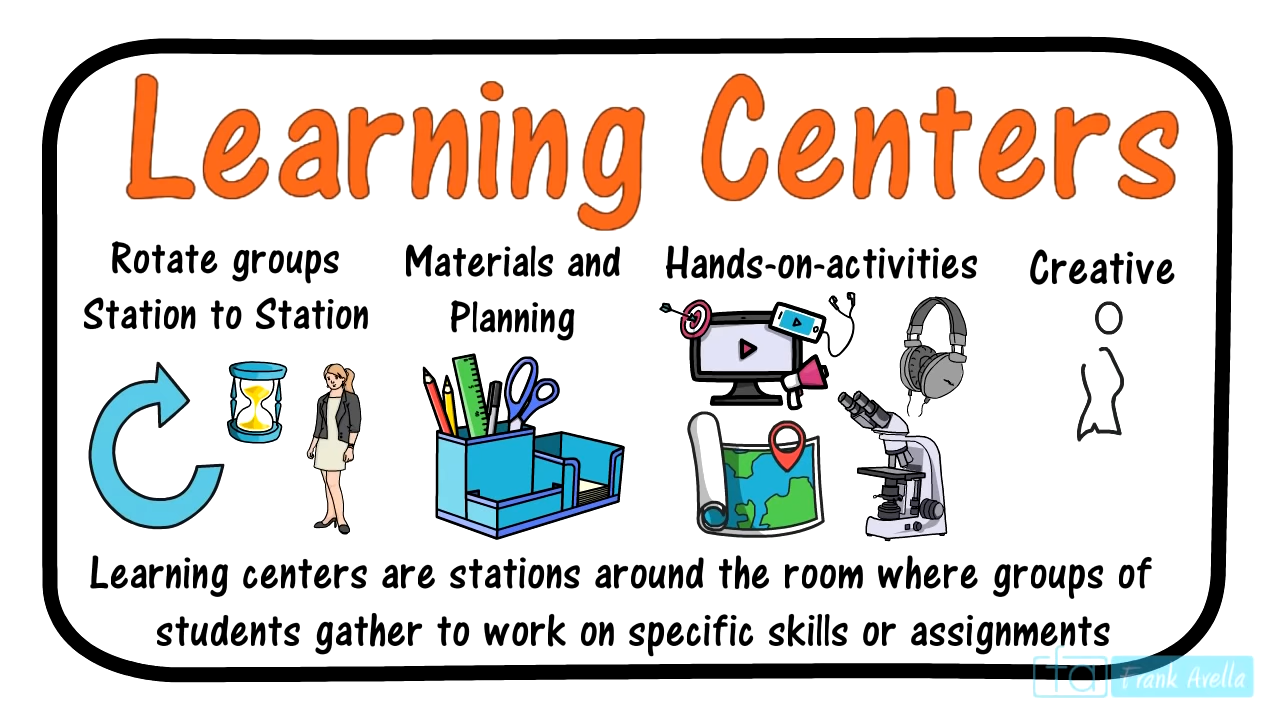 Learning Centers
Rotate groups
Station to Station
Materials and
Planning
Hands-on-activities
Creative
Learning centers are stations around the room where groups of
students gather to work on specific skills or assignments
fa Frank Avella